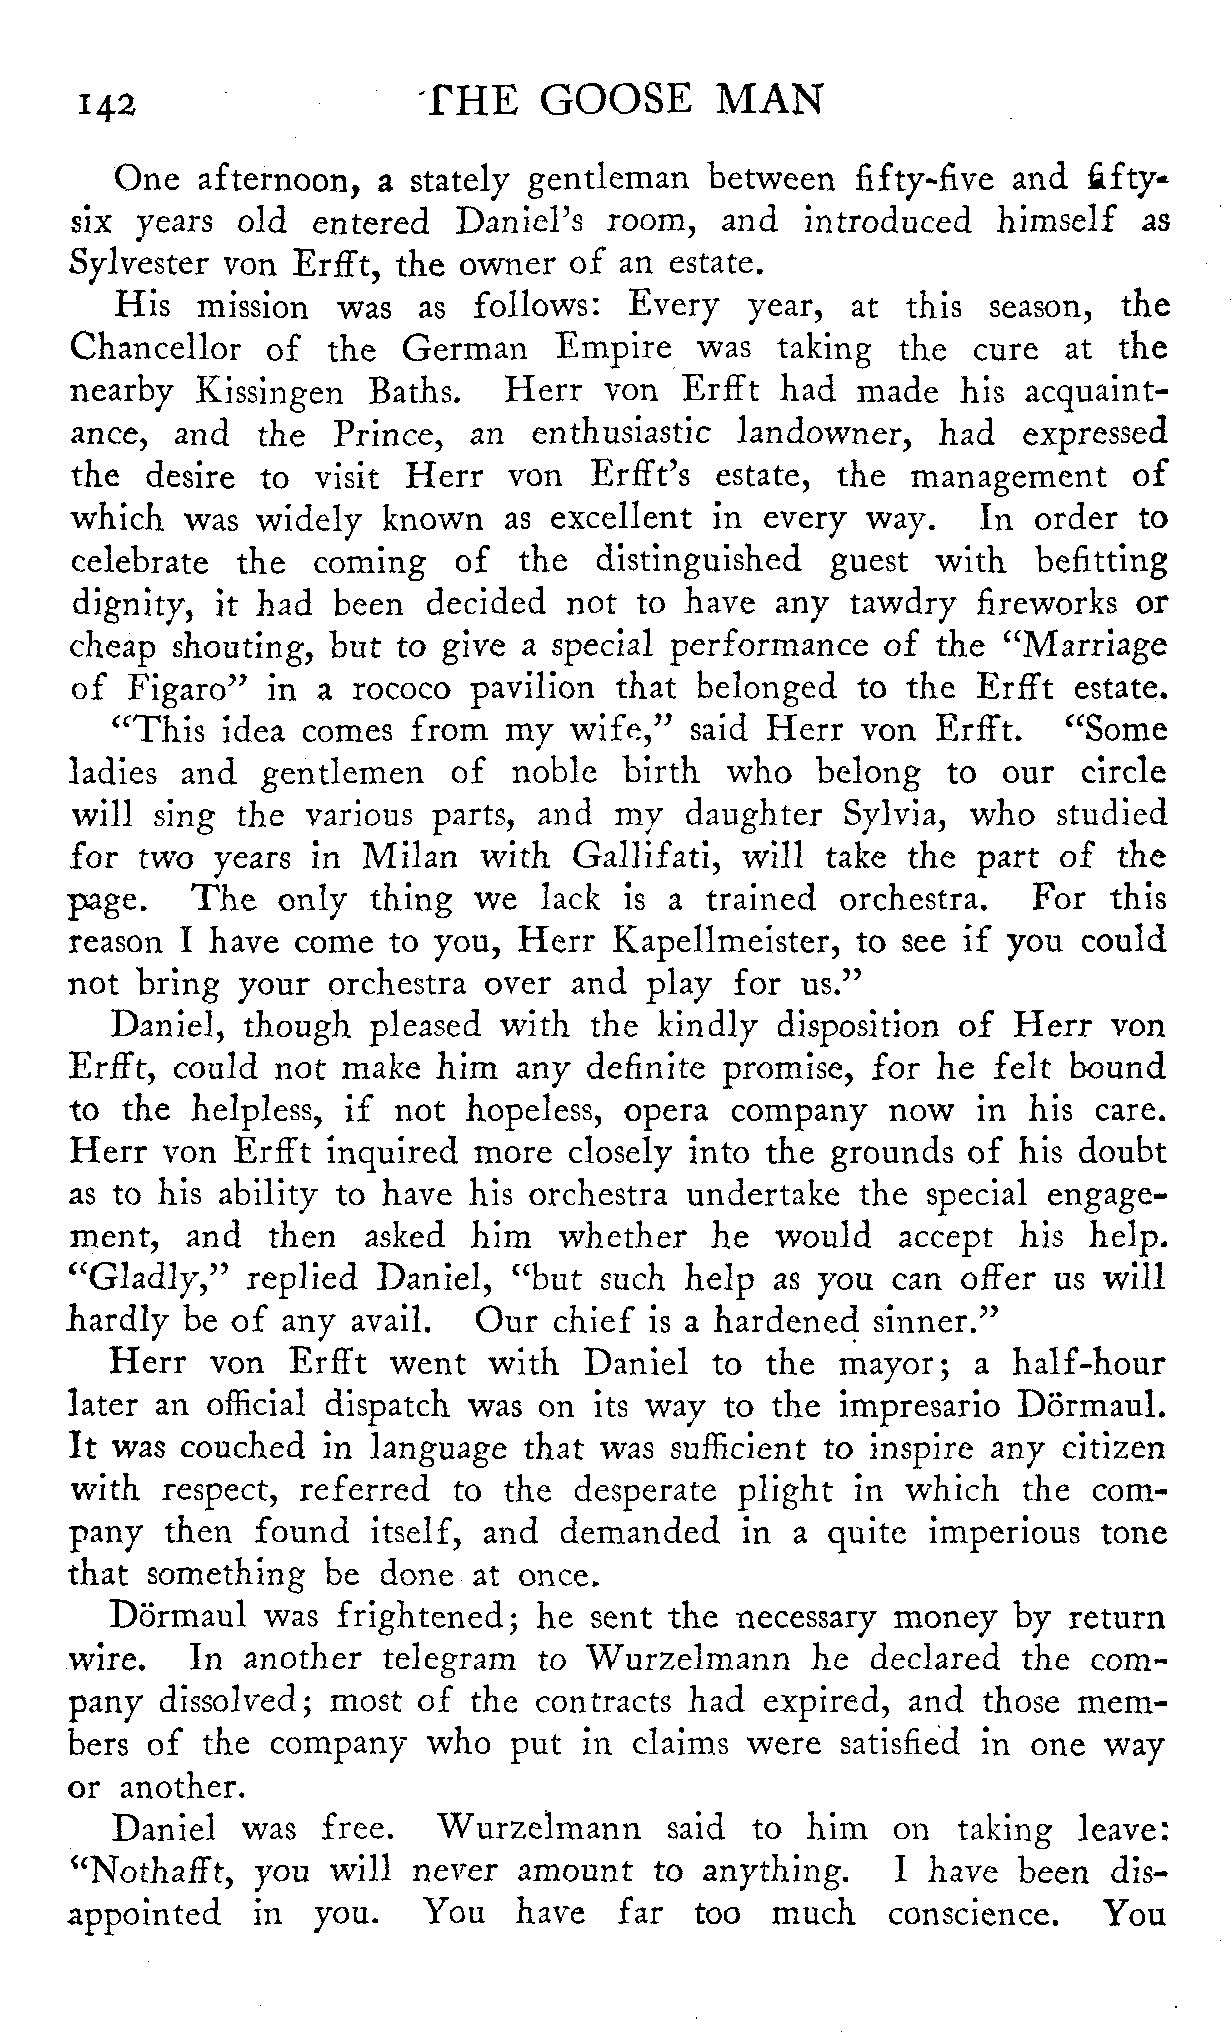 142 THE GOOSE MAN
One afternoon, a stately gentleman between fifty-five and fifty-
six years old entered Daniel's room, and introduced himself as
Sylvester von Erfft, the owner of an estate.
His mission was as follows: Every year, at this season, the
Chancellor of the German Empire was taking the cure at the
nearby Kissingen Baths. Herr von Erfft had made his acquaint-
ance, and the Prince, an enthusiastic landowner, had expressed
the desire to visit Herr von Erfft's estate, the management of
which was widely known as excellent in every way. In order to
celebrate the coming of the distinguished guest with befitting
dignity, it had been decided not to have any tawdry fireworks or
cheap shouting, but to give a special performance of the "Marriage
of Figaro" in a rococo pavilion that belonged to the Erfft estate.
"This idea comes from my wife," said Herr von Erfft. "Some
ladies and gentlemen of noble birth who belong to our circle
will sing the various parts, and my daughter Sylvia, who studied
for two years in Milan with Gallifati, will take the part of the
page. The only thing we lack is a trained orchestra. For this
reason I have come to you, Herr Kapellmeister, to see if you could
not bring your orchestra over and play for us."
Daniel, though pleased with the kindly disposition of Herr von
Erfft, could not make him any definite promise, for he felt bound
to the helpless, if not hopeless, opera company now in his care.
Herr von Erfft inquired more closely into the grounds of his doubt
as to his ability to have his orchestra undertake the special engage-
ment, and then asked him whether he would accept his help.
"Gladly," replied Daniel, "but such help as you can offer us will
hardly be of any avail. Our chief is a hardened sinner."
Herr von Erfft went with Daniel to the mayor; a half-hour
later an official dispatch was on its way to the impresario Dörmaul.
It was couched in language that was sufficient to inspire any citizen
with respect, referred to the desperate plight in which the com-
pany then found itself, and demanded in a quite imperious tone
that something be done at once.
Dörmaul was frightened; he sent the necessary money by return
wire. In another telegram to Wurzelmann he declared the com-
pany dissolved; most of the contracts had expired, and those mem-
bers of the company who put in claims were satisfied in one way
or another.
Daniel was free. Wurzelmann said to him on taking leave:
"Nothafft, you will never amount to anything. I have been dis-
appointed in you. You have far too much conscience. You